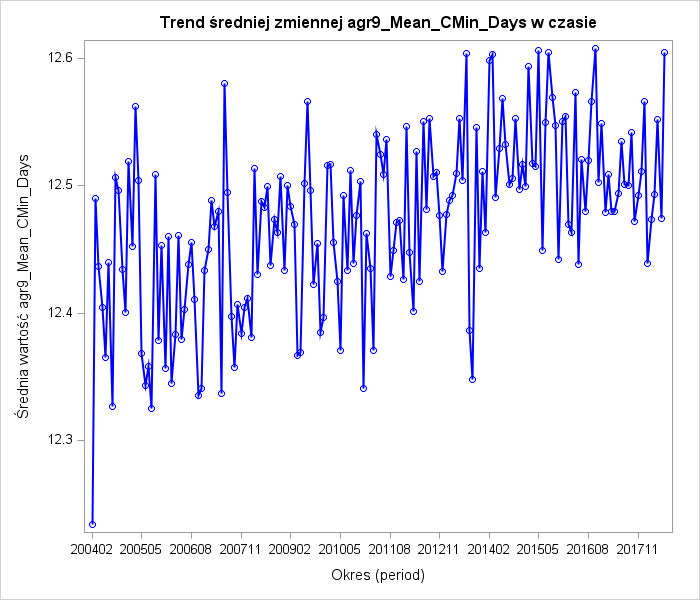 Trend średniej zmiennej agr9_Mean_CMin_Days w czasie
Średnia wartość agr9_Mean_CMin_Days
12.6
12.5
12.4
12.3
200402 200505 200608 200711 200902 201005 201108 201211 201402 201505 201608 201711
Okres (period)